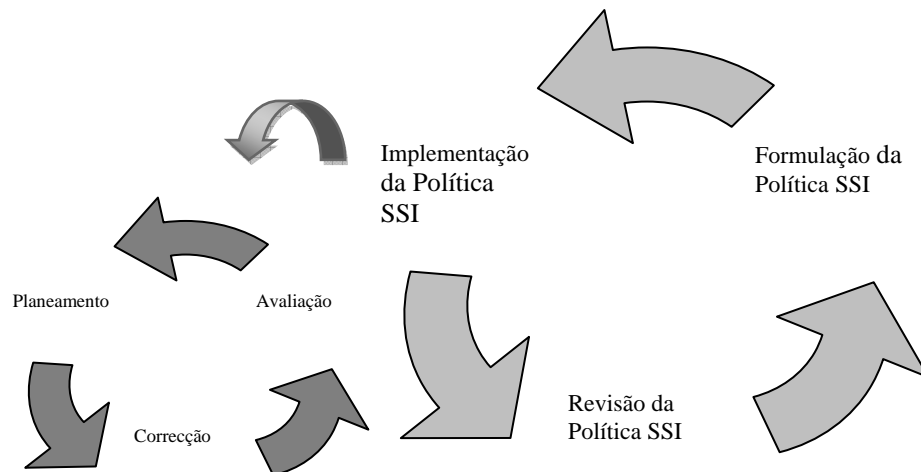 Implementação
da Política
SSI
Formulação da
Política SSI
Planeamento
Avaliação
Revisão da
Política SSI
Correcção